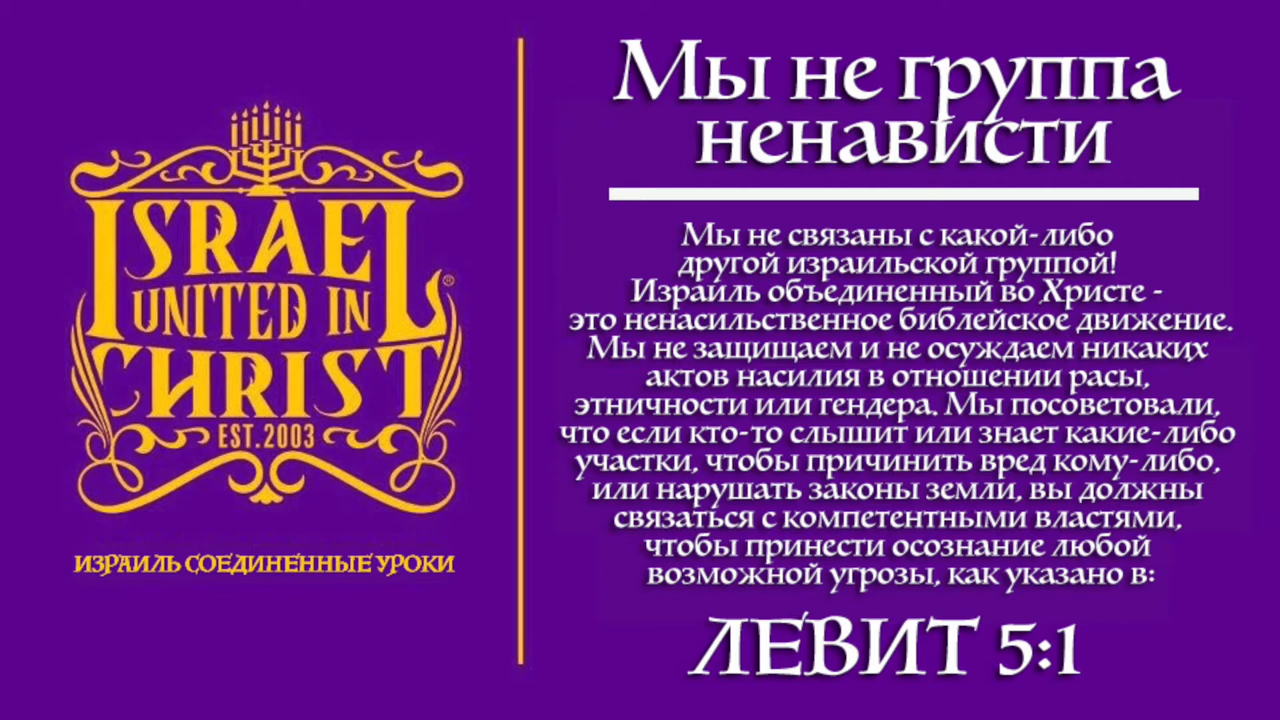 ISRAEL
UNITED IN
CHRIST
EST. 2003
®
ИЗРАИЛЬ СОЕДИНЕННЫЕ УРОКИ
Мы не группа
ненависти
Мы не связаны с какой-либо
другой израильской группой!
Израиль объединенный во Христе -
это ненасильственное библейское движение.
Мы не защищаем и не осуждаем никаких
актов насилия в отношении расы,
этничности или гендера. Мы посоветовали,
что если кто-то слышит или знает какие-либо
участки, чтобы причинить вред кому-либо,
или нарушать законы земли, вы должны
связаться с компетентными властями,
чтобы принести осознание любой
возможной угрозы, как указано в:
ЛЕВИТ 5:1